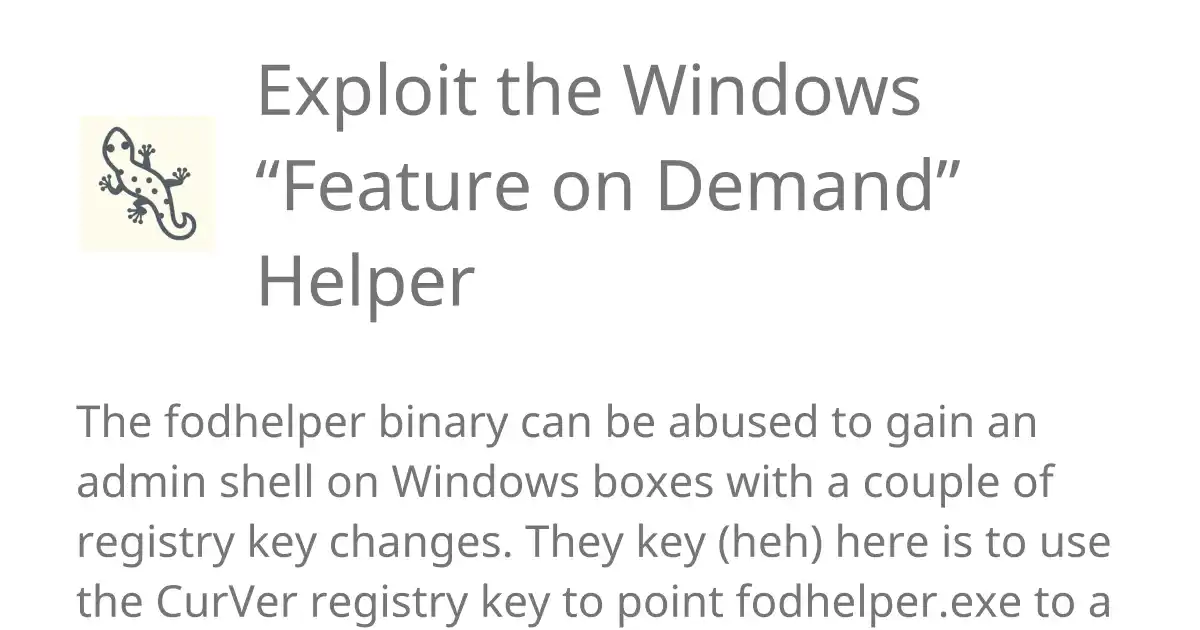 Exploit the Windows
“Feature on Demand”
Helper
The fodhelper binary can be abused to gain an
admin shell on Windows boxes with a couple of
registry key changes. They key (heh) here is to use
the CurVer registry key to point fodhelper.exe to a